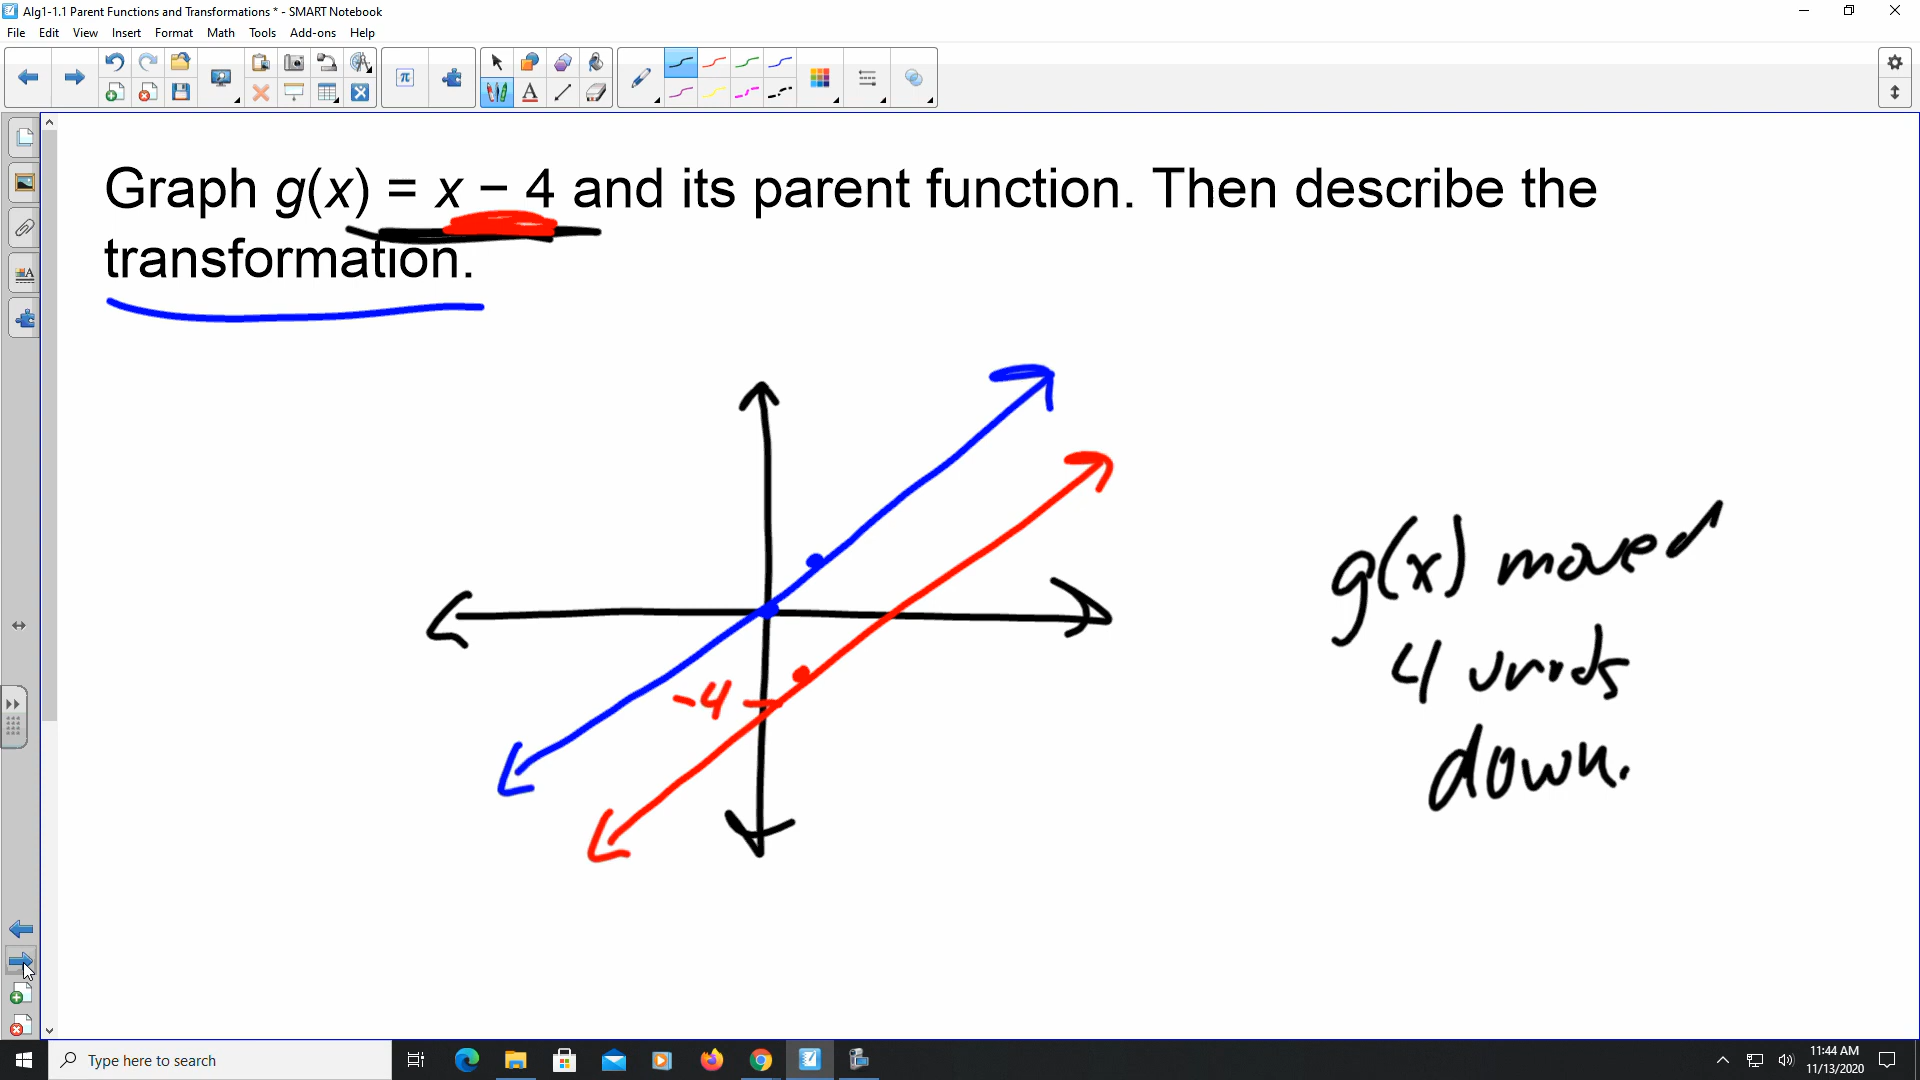 Alg1-1.1 Parent Functions and Transformations * - SMART Notebook
File Edit View Insert Format Math Tools Add-ons Help
Graph g(x) = x − 4 and its parent function. Then describe the
transformation.
-4
g(x) moved
4 units
down.
Type here to search
11:44 AM
11/13/2020